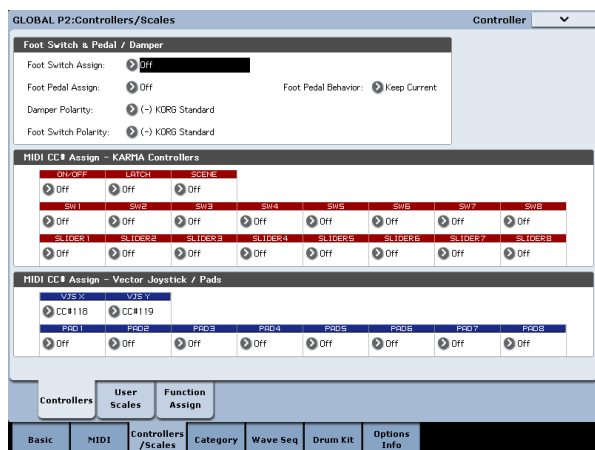 GLOBAL P2:Controllers/Scales Controller
Foot Switch & Pedal / Damper
Foot Switch Assign: Off
Foot Pedal Assign: Off Foot Pedal Behavior: Keep Current
Damper Polarity: (-) KORG Standard
Foot Switch Polarity: (-) KORG Standard
MIDI CC# Assign - KARMA Controllers
ON/OFF LATCH SCENE
Off Off Off
SW1 SW2 SW3 SW4 SW5 SW6 SW7 SW8
Off Off Off Off Off Off Off Off
SLIDER1 SLIDER2 SLIDER3 SLIDER4 SLIDER5 SLIDER6 SLIDER7 SLIDER8
Off Off Off Off Off Off Off Off
MIDI CC# Assign - Vector Joystick / Pads
VJS X VJS Y
CC#118 CC#119
PAD1 PAD2 PAD3 PAD4 PAD5 PAD6 PAD7 PAD8
Off Off Off Off Off Off Off Off
Controllers User Scales Function Assign
Basic MIDI Controllers /Scales Category Wave Seq Drum Kit Options Info